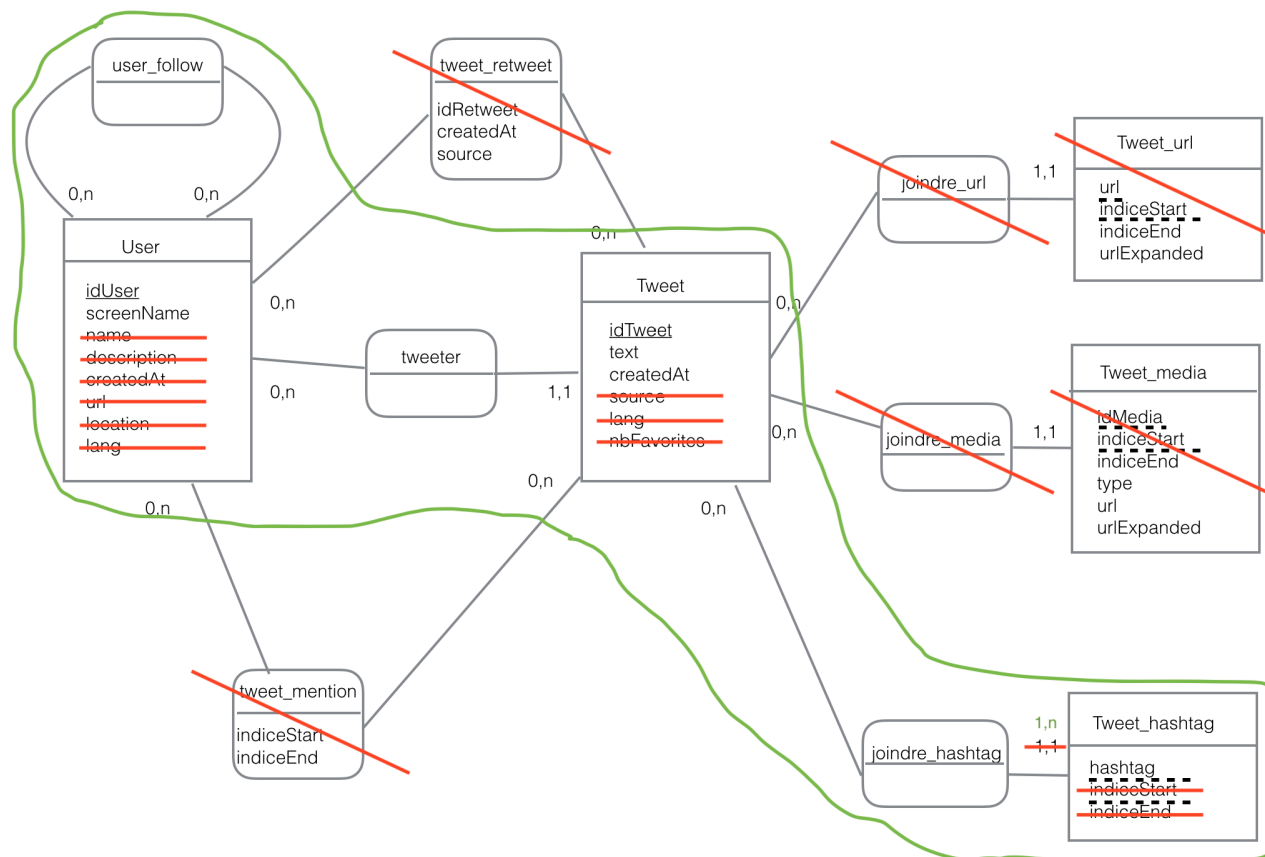 user_follow
0,n
0,n
User
idUser
screenName
name
description
createdAt
url
location
lang
0,n
0,n
0,n
tweet_retweet
idRetweet
createdAt
source
0,n
tweeter
1,1
Tweet
idTweet
text
createdAt
source
lang
nbFavorites
0,n
0,n
0,n
0,n
joindre_url
1,1
Tweet_url
url
indiceStart
indiceEnd
urlExpanded
joindre_media
1,1
Tweet_media
idMedia
indiceStart
indiceEnd
type
url
urlExpanded
tweet_mention
indiceStart
indiceEnd
joindre_hashtag
1,n
1,1
Tweet_hashtag
hashtag
indiceStart
indiceEnd